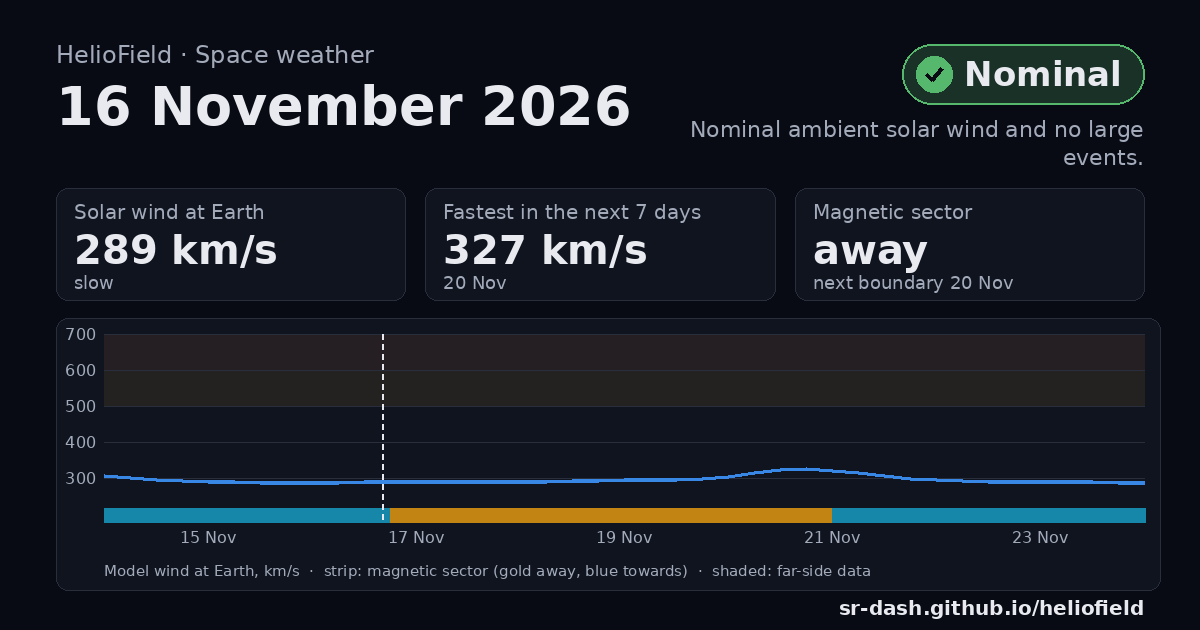 HelioField · Space weather
16 November 2026
Nominal
Nominal ambient solar wind and no large
events.
Solar wind at Earth
289 km/s
slow
Fastest in the next 7 days
327 km/s
20 Nov
Magnetic sector
away
next boundary 20 Nov
700
600
500
400
300
15 Nov
17 Nov
19 Nov
21 Nov
23 Nov
Model wind at Earth, km/s · strip: magnetic sector (gold away, blue towards) · shaded: far-side data
sr-dash.github.io/heliofield